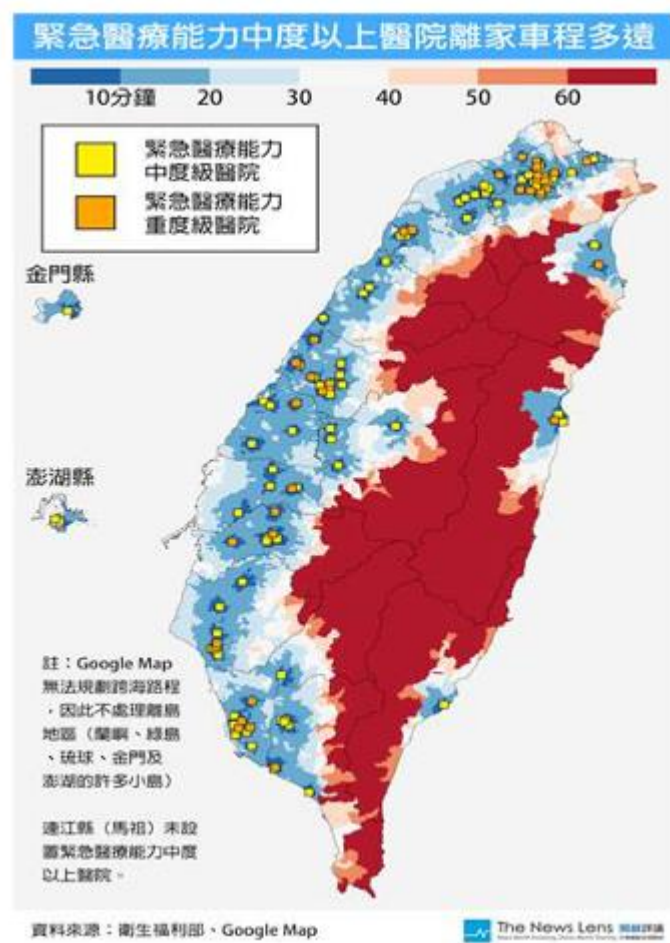 緊急醫療能力中度以上醫院離家車程多遠
10分鐘 20 30 40 50 60
緊急醫療能力
中度級醫院
緊急醫療能力
重度級醫院
金門縣
澎湖縣
註：Google Map
無法規劃跨海路程
，因此不處理離島
地區（蘭嶼、綠島
、琉球、金門及
澎湖的許多小島）
連江縣（馬祖）未設
置緊急醫療能力中度
以上醫院。
資料來源：衛生福利部、Google Map
The News Lens 關鍵評論